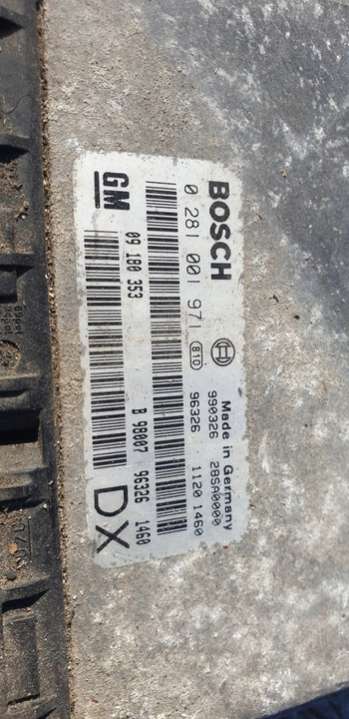 BOSCH
Made in Germany
0 281 001 971 810 990326 28SA0000
96326 1120 1460
GM 09 180 353 B 98007 96326 1460 DX